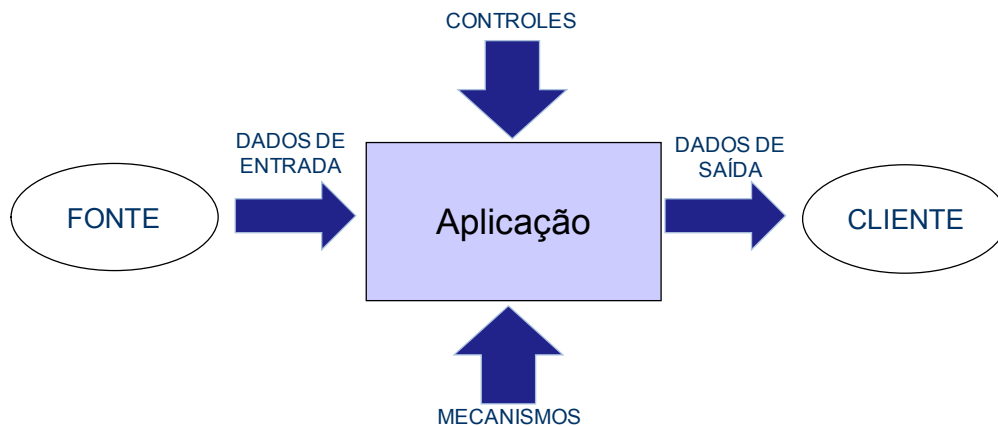 CONTROLES
DADOS DE
ENTRADA
DADOS DE
SAÍDA
FONTE
Aplicação
CLIENTE
MECANISMOS